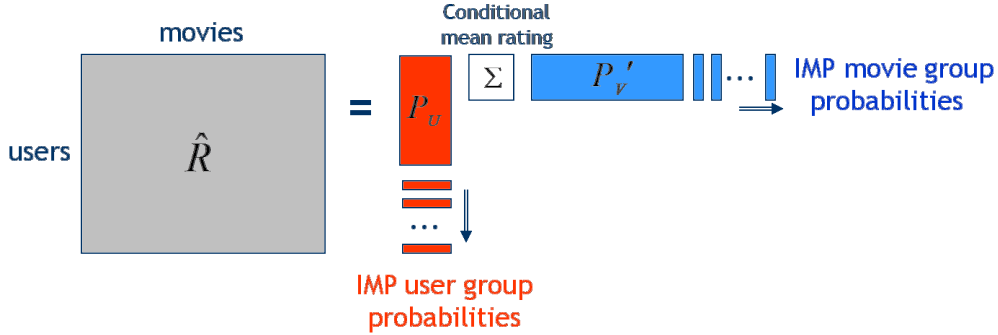 Conditional
mean rating
movies
users
R̂
=
P_U
Σ
P_V′
...
IMP movie group
probabilities
...
IMP user group
probabilities